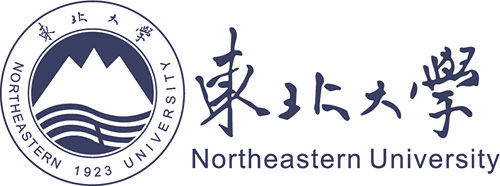 東北大學
NORTHEASTERN UNIVERSITY
1923
東北大學
Northeastern University